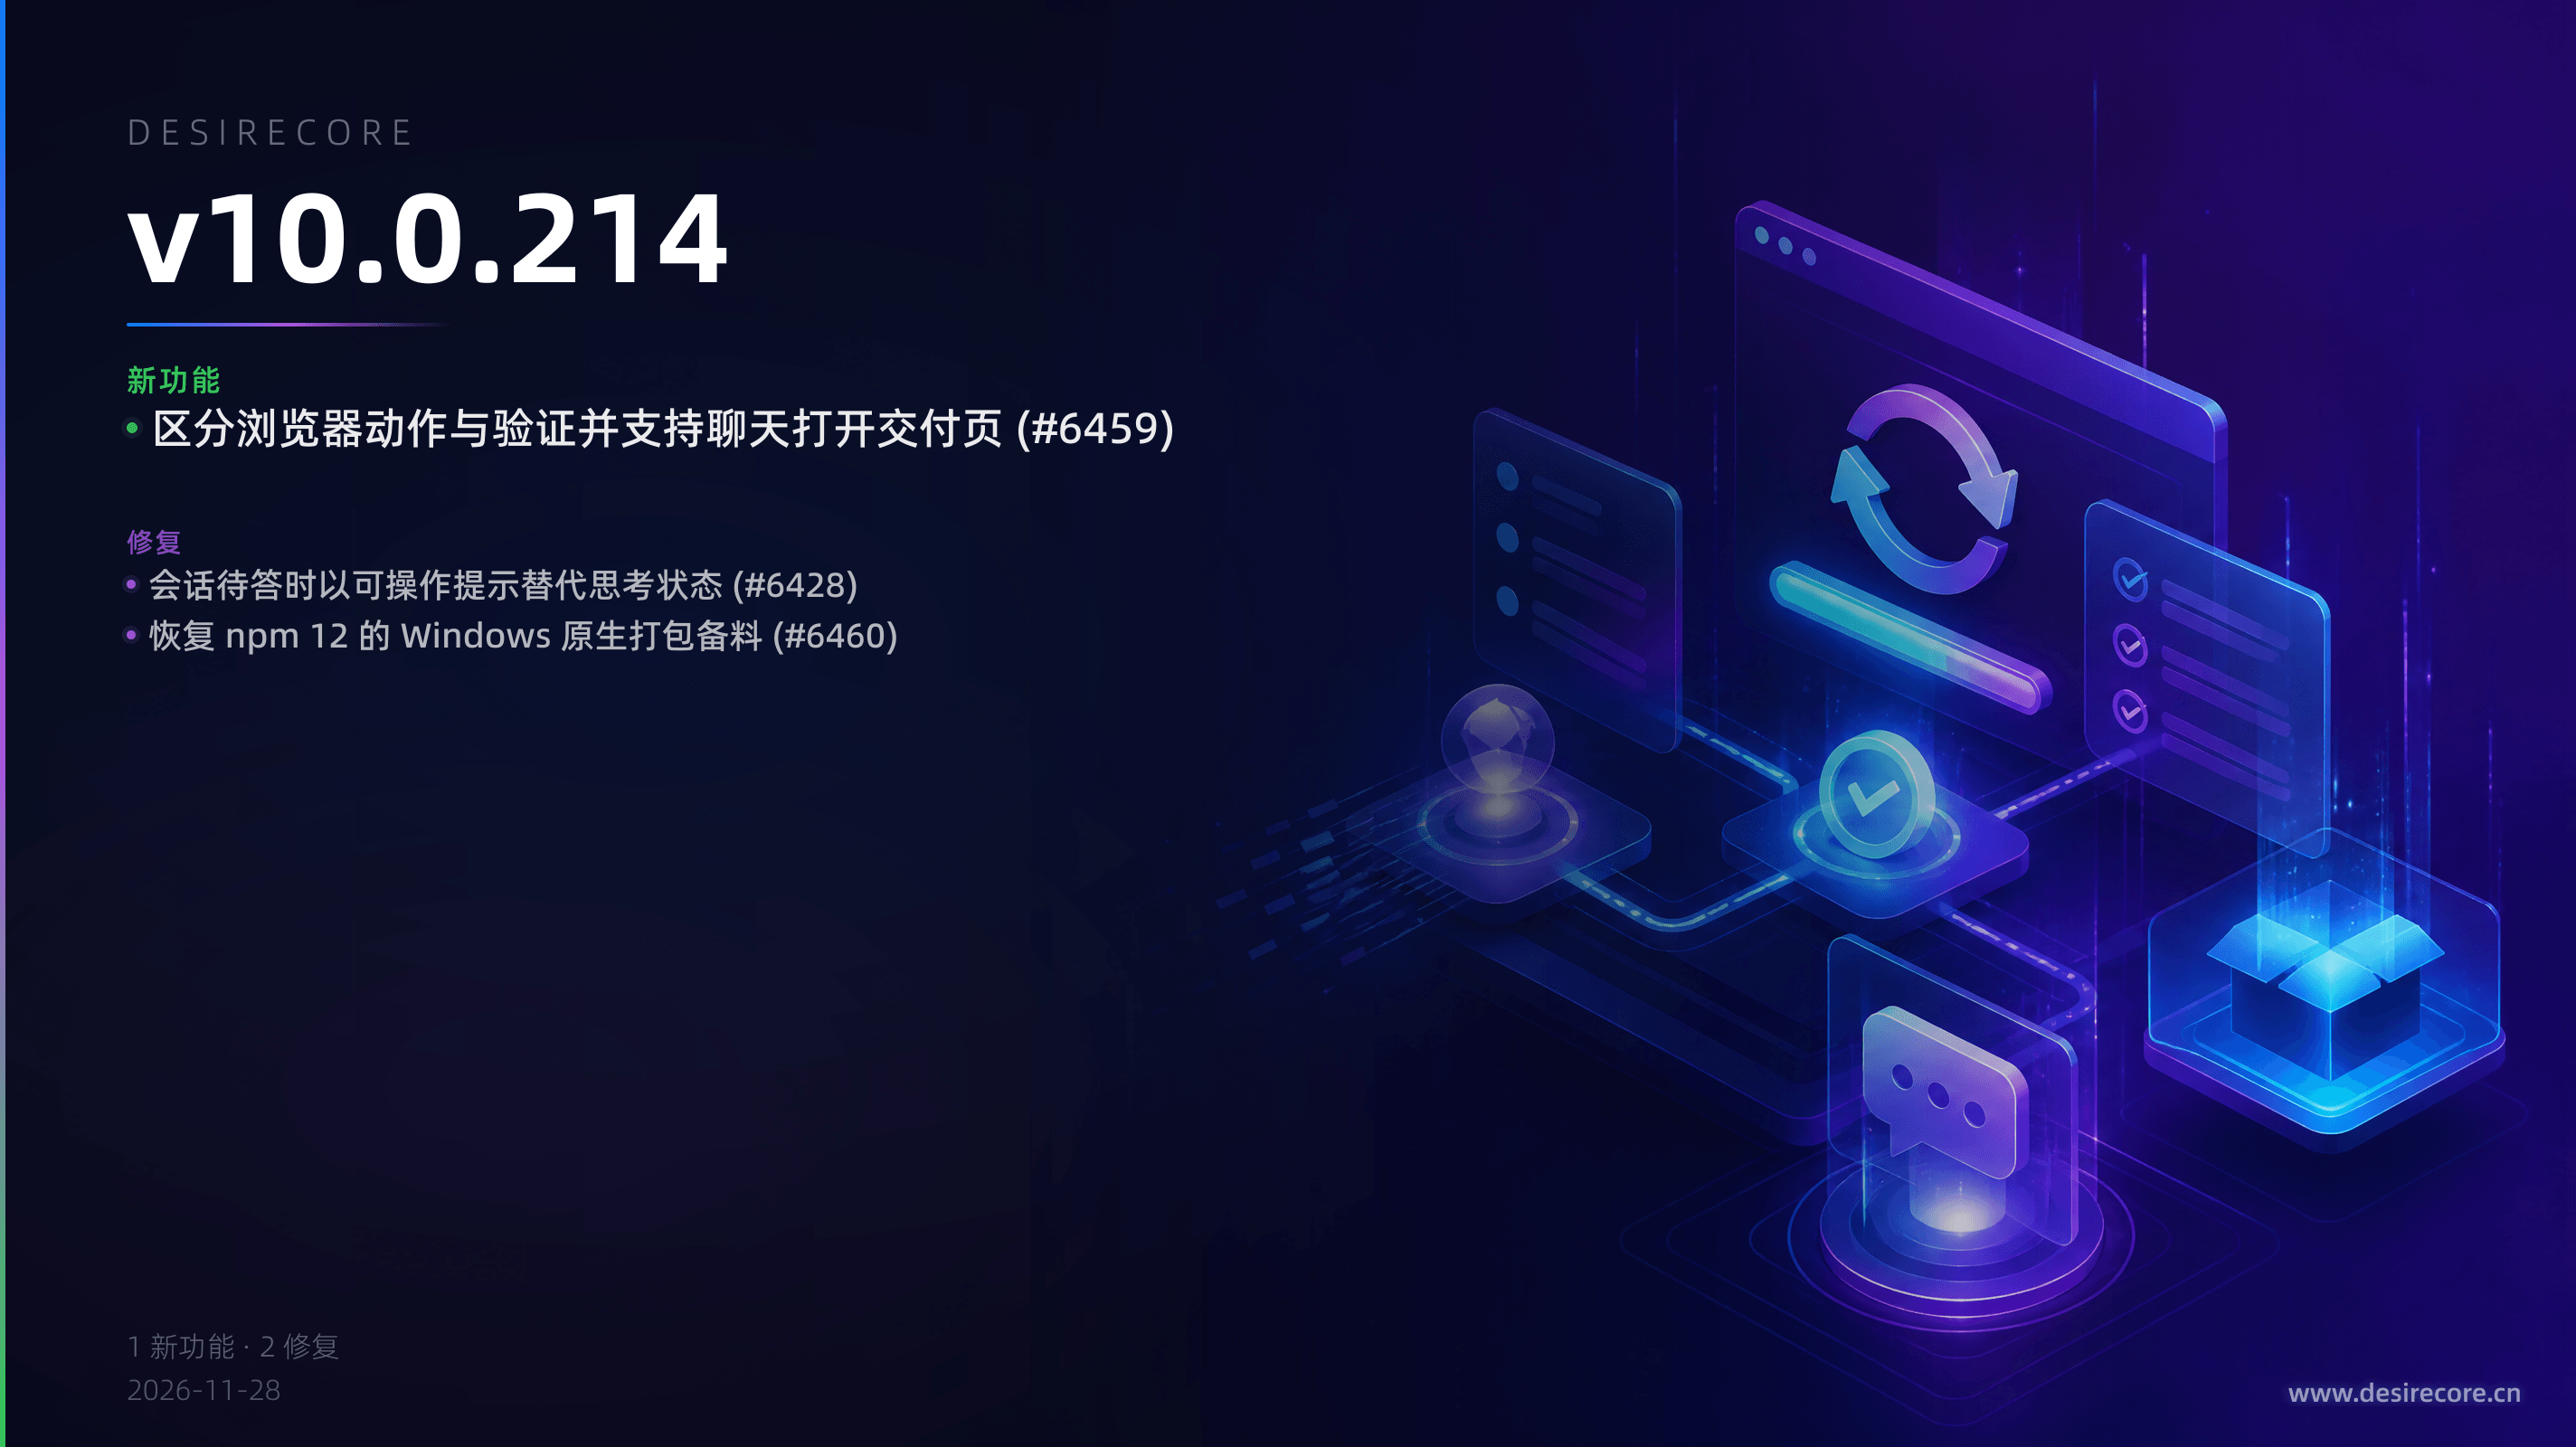 DESIRECORE
v10.0.214
新功能
区分浏览器动作与验证并支持聊天打开交付页 (#6459)
修复
会话待答时以可操作提示替代思考状态 (#6428)
恢复 npm 12 的 Windows 原生打包备料 (#6460)
1 新功能 · 2 修复
2026-11-28
www.desirecore.cn